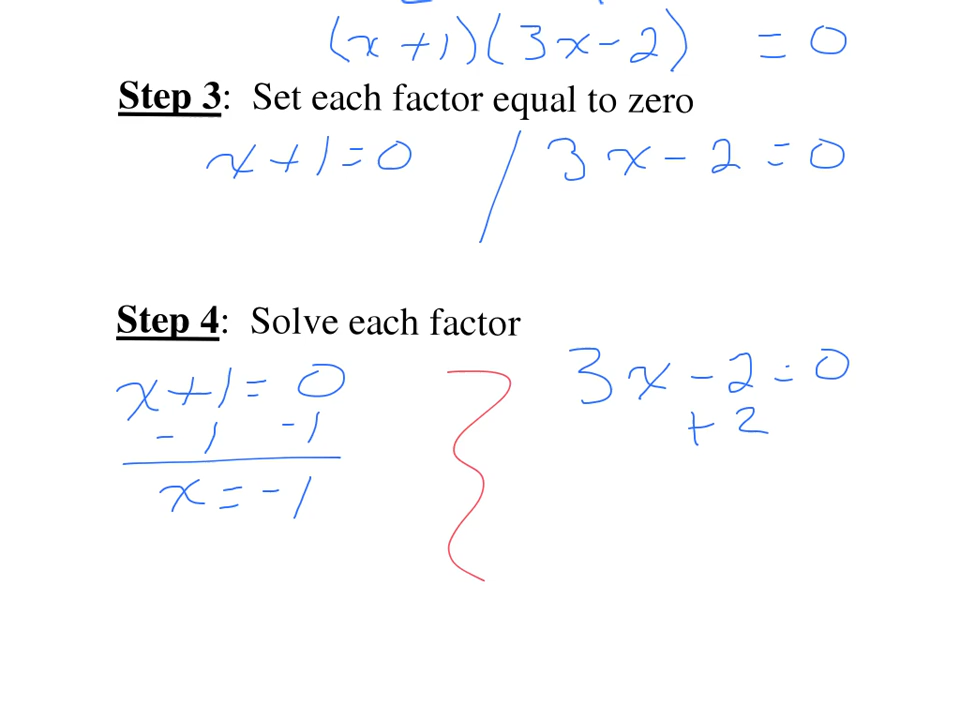 (x+1)(3x-2) = 0
Step 3: Set each factor equal to zero
x+1=0 / 3x-2=0
Step 4: Solve each factor
x+1=0
-1 -1
x=-1
3x-2=0
+2